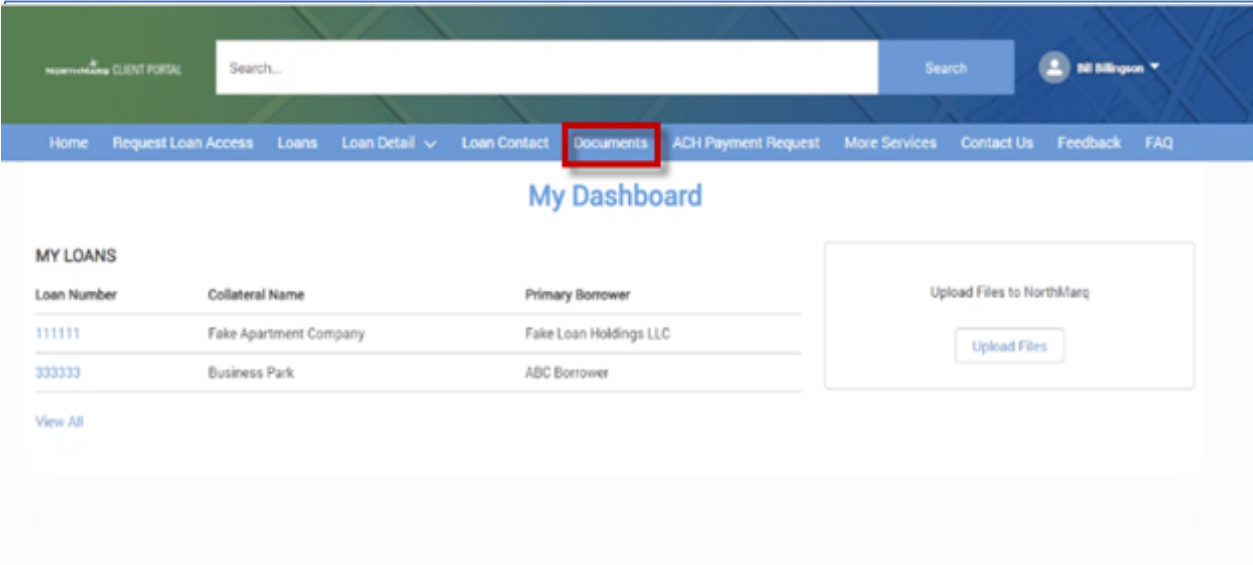 NORTHMARQ CLIENT PORTAL Search... Search Bill Billingson
Home Request Loan Access Loans Loan Detail Loan Contact Documents ACH Payment Request More Services Contact Us Feedback FAQ
My Dashboard
MY LOANS
Loan Number Collateral Name Primary Borrower
111111 Fake Apartment Company Fake Loan Holdings LLC
333333 Business Park ABC Borrower
View All
Upload Files to NorthMarq
Upload Files